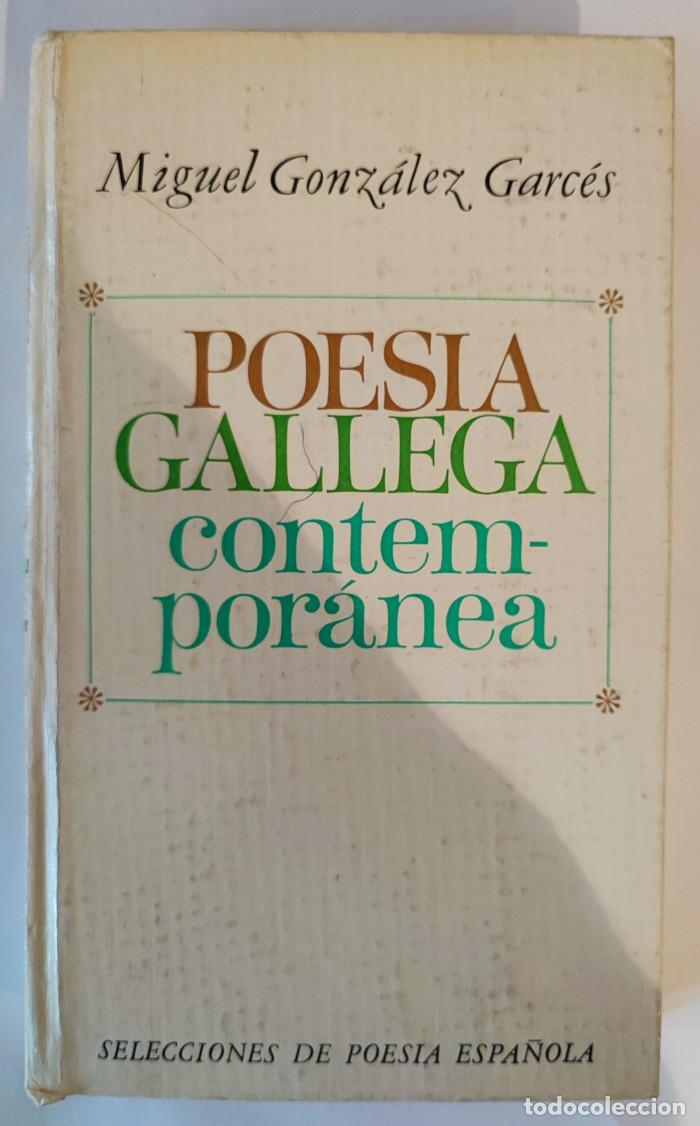 Miguel González Garcés
POESIA
GALLEGA
contem-
poránea
SELECCIONES DE POESIA ESPAÑOLA
todocoleccion